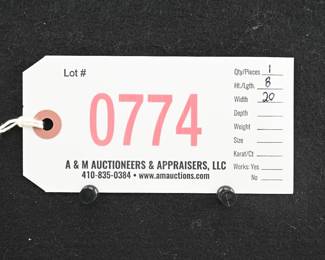 Lot #
0774
A & M AUCTIONEERS & APPRAISERS, LLC
410-835-0384 • www.amauctions.com
Qty/Pieces 1
Ht./Lgth. 8
Width 20
Depth
Weight
Size
Karat/Ct
Works: Yes
No